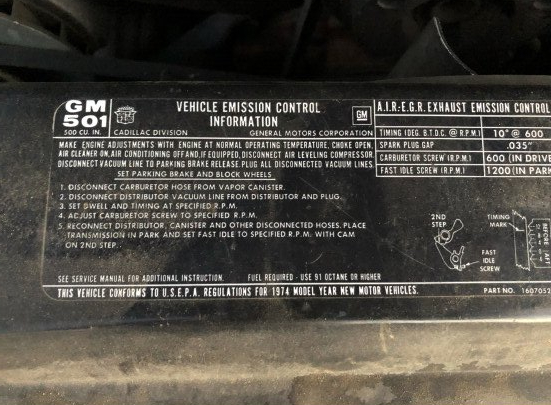 GM
501
500 CU. IN.
CADILLAC DIVISION
VEHICLE EMISSION CONTROL
INFORMATION
GM
GENERAL MOTORS CORPORATION
A.I.R.-E.G.R. EXHAUST EMISSION CONTROL
TIMING (DEG. B.T.D.C. @ R.P.M.) 10° @ 600
SPARK PLUG GAP .035"
CARBURETOR SCREW (R.P.M.) 600 (IN DRIVE
FAST IDLE SCREW (R.P.M.) 1200 (IN PARK
MAKE ENGINE ADJUSTMENTS WITH ENGINE AT NORMAL OPERATING TEMPERATURE, CHOKE OPEN,
AIR CLEANER ON, AIR CONDITIONING OFF AND, IF EQUIPPED, DISCONNECT AIR LEVELING COMPRESSOR.
DISCONNECT VACUUM LINE TO PARKING BRAKE RELEASE. PLUG ALL DISCONNECTED VACUUM LINES.
SET PARKING BRAKE AND BLOCK WHEELS
1. DISCONNECT CARBURETOR HOSE FROM VAPOR CANISTER.
2. DISCONNECT DISTRIBUTOR VACUUM LINE FROM DISTRIBUTOR AND PLUG.
3. SET DWELL AND TIMING AT SPECIFIED R.P.M.
4. ADJUST CARBURETOR SCREW TO SPECIFIED R.P.M.
5. RECONNECT DISTRIBUTOR, CANISTER AND OTHER DISCONNECTED HOSES, PLACE
TRANSMISSION IN PARK AND SET FAST IDLE TO SPECIFIED R.P.M. WITH CAM
ON 2ND STEP.
2ND
STEP
FAST
IDLE
SCREW
TIMING
MARK
SEE SERVICE MANUAL FOR ADDITIONAL INSTRUCTION. FUEL REQUIRED - USE 91 OCTANE OR HIGHER
THIS VEHICLE CONFORMS TO U.S.E.P.A. REGULATIONS FOR 1974 MODEL YEAR NEW MOTOR VEHICLES.
PART NO. 1607052